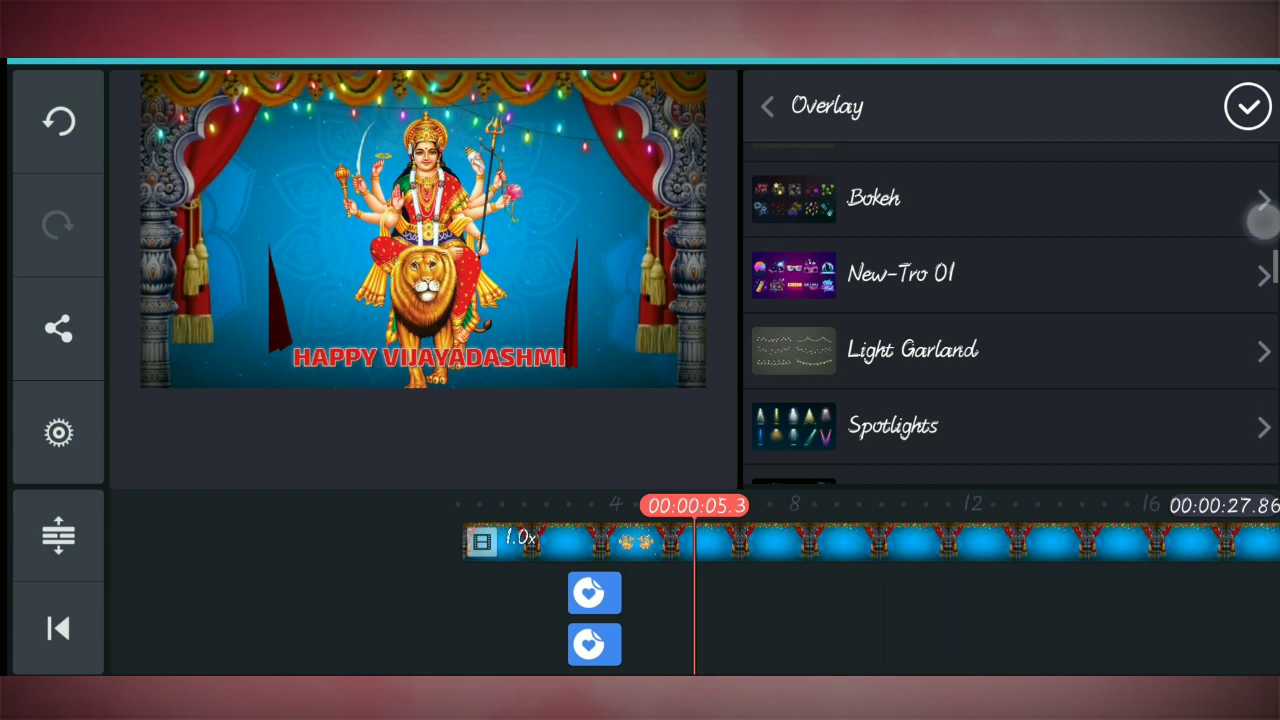 Overlay
Bokeh
New-Tro 01
Light Garland
Spotlights
HAPPY VIJAYADASHMI
4
00:00:05.3
8
12
16
00:00:27.86
1.0x